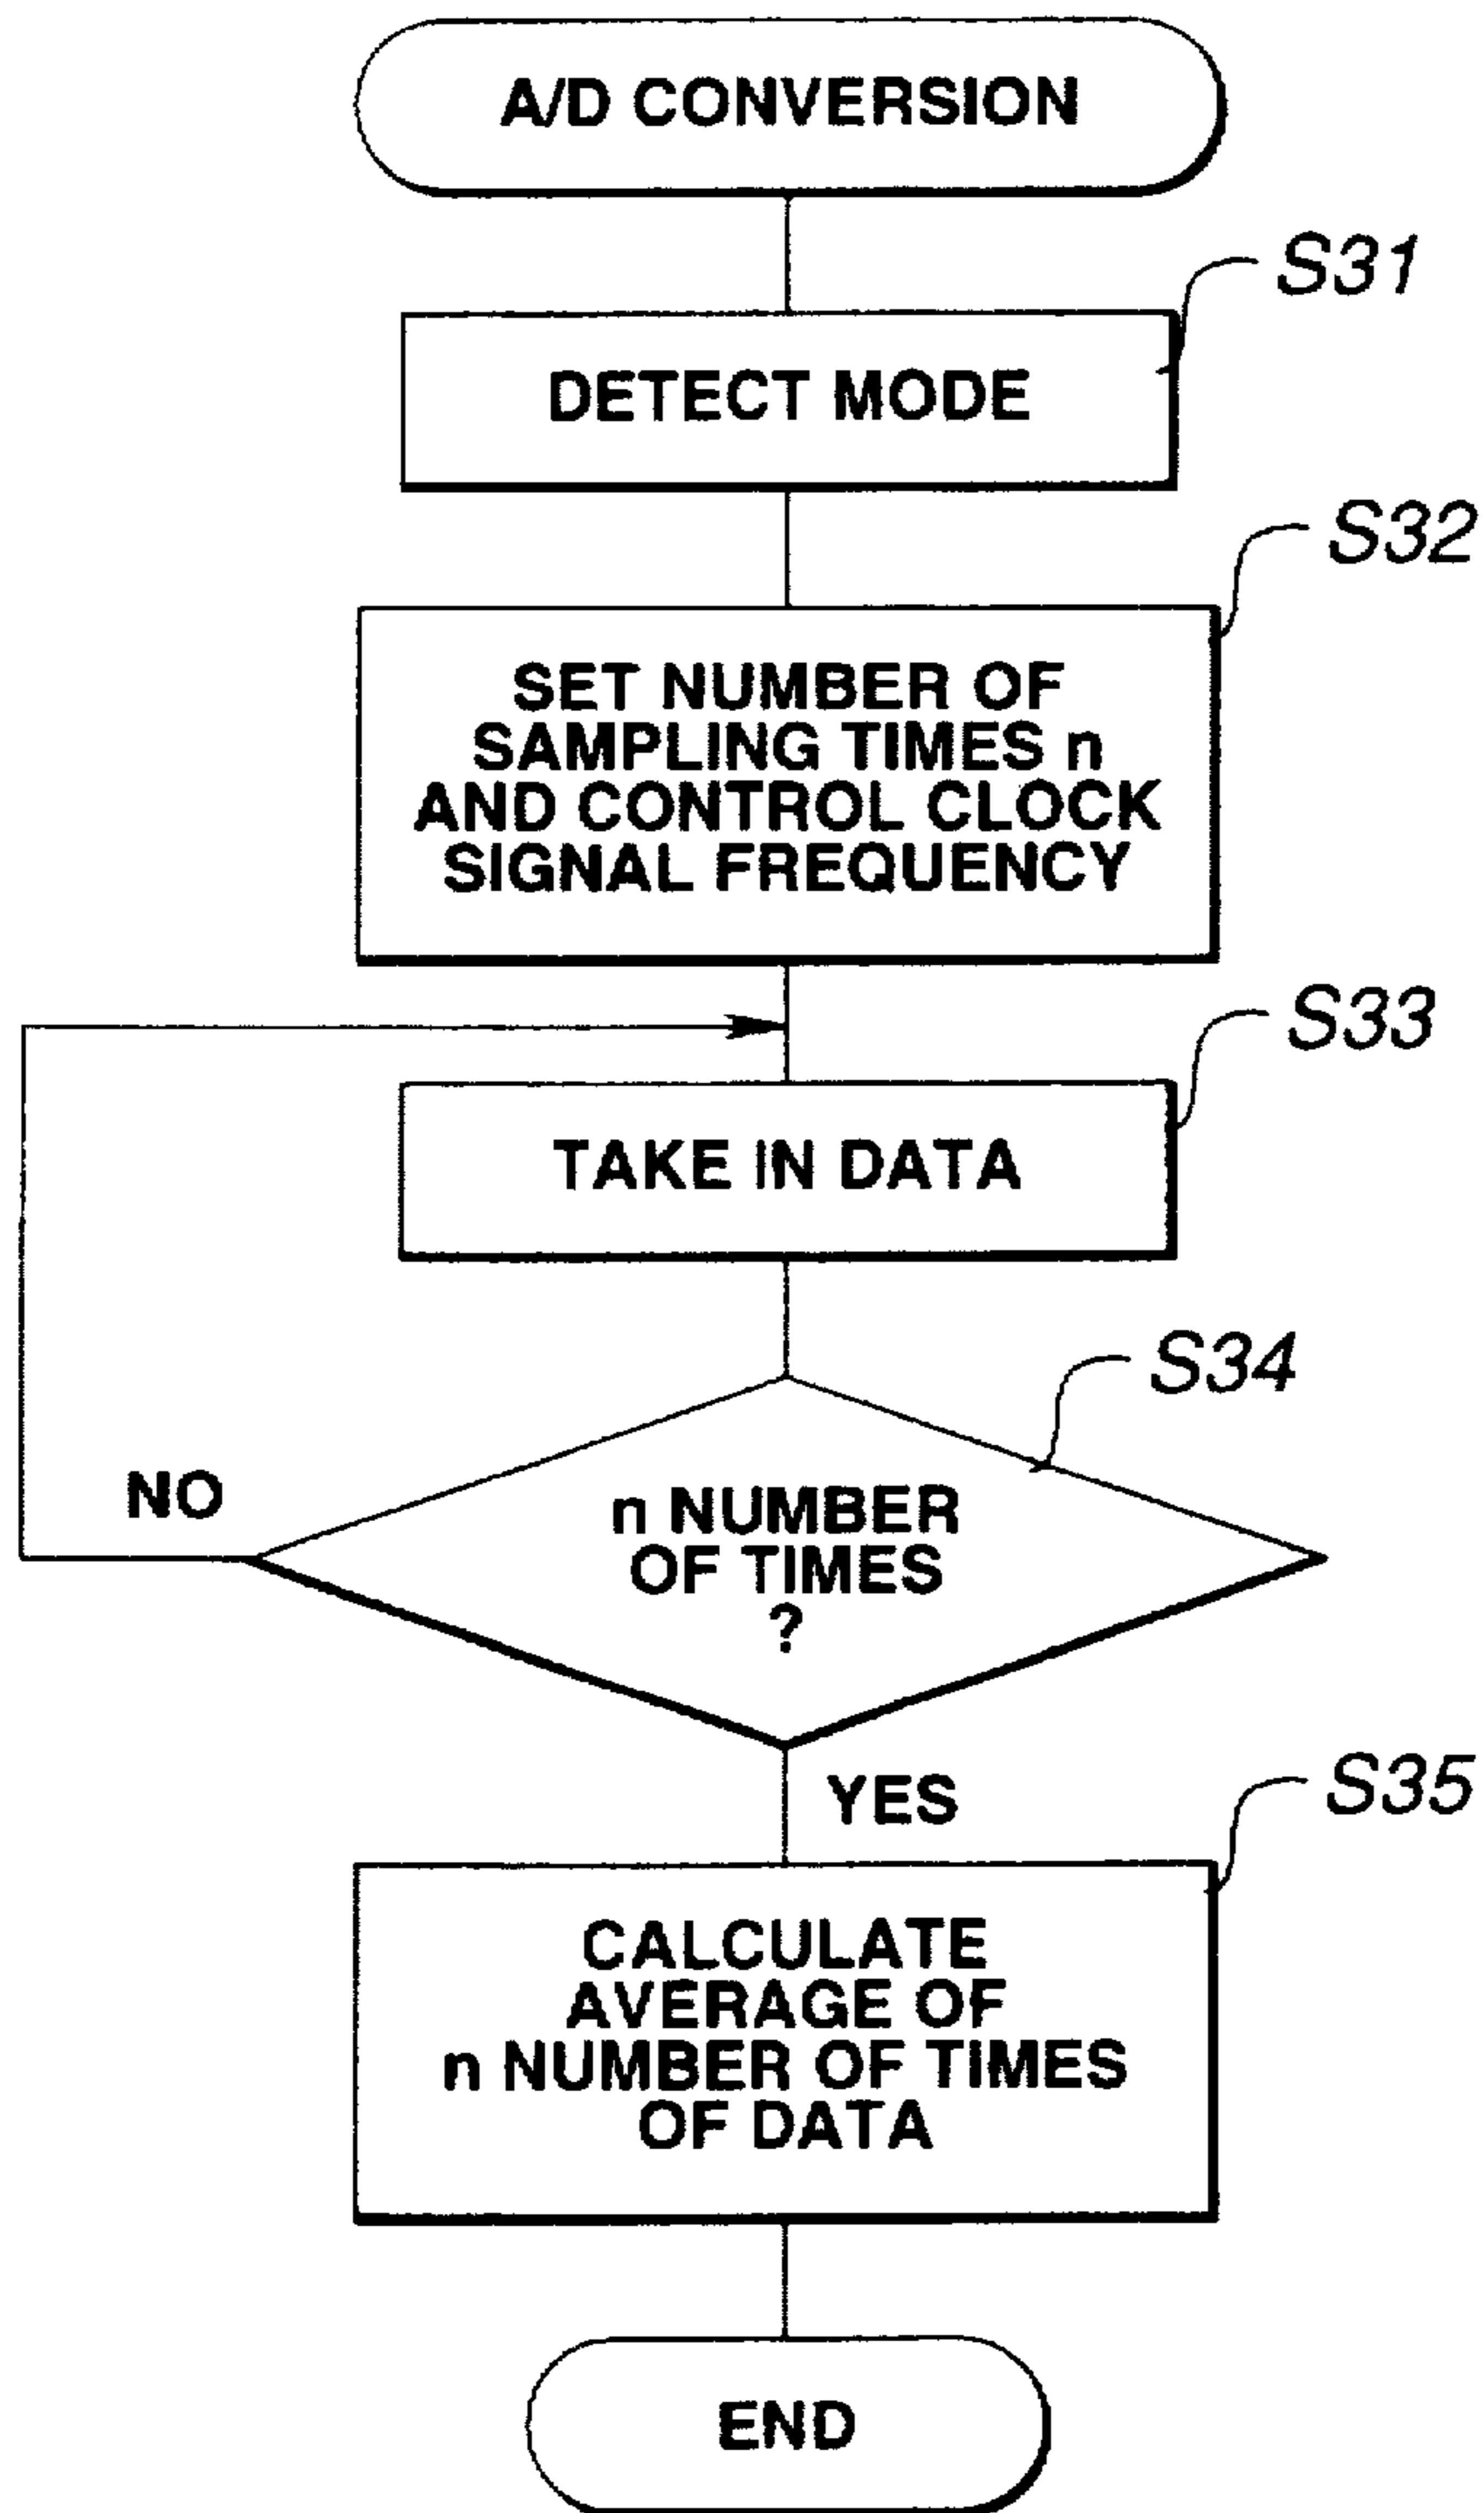 A/D CONVERSION
S31
DETECT MODE
S32
SET NUMBER OF
SAMPLING TIMES n
AND CONTROL CLOCK
SIGNAL FREQUENCY
S33
TAKE IN DATA
S34
NO
n NUMBER
OF TIMES
?
YES
S35
CALCULATE
AVERAGE OF
n NUMBER OF TIMES
OF DATA
END